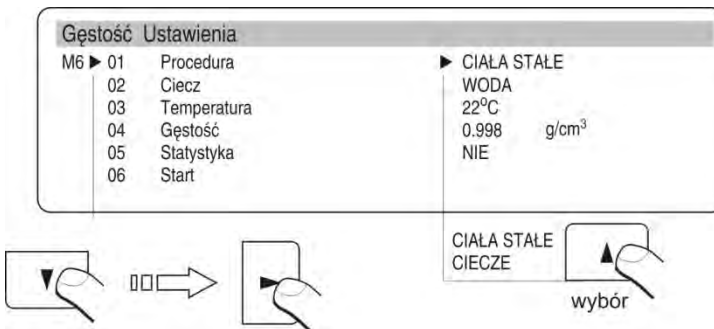 Gęstość Ustawienia
M6 ▶ 01 Procedura ▶ CIAŁA STAŁE
02 Ciecz WODA
03 Temperatura 22⁰C
04 Gęstość 0.998 g/cm³
05 Statystyka NIE
06 Start
CIAŁA STAŁE
CIECZE
wybór